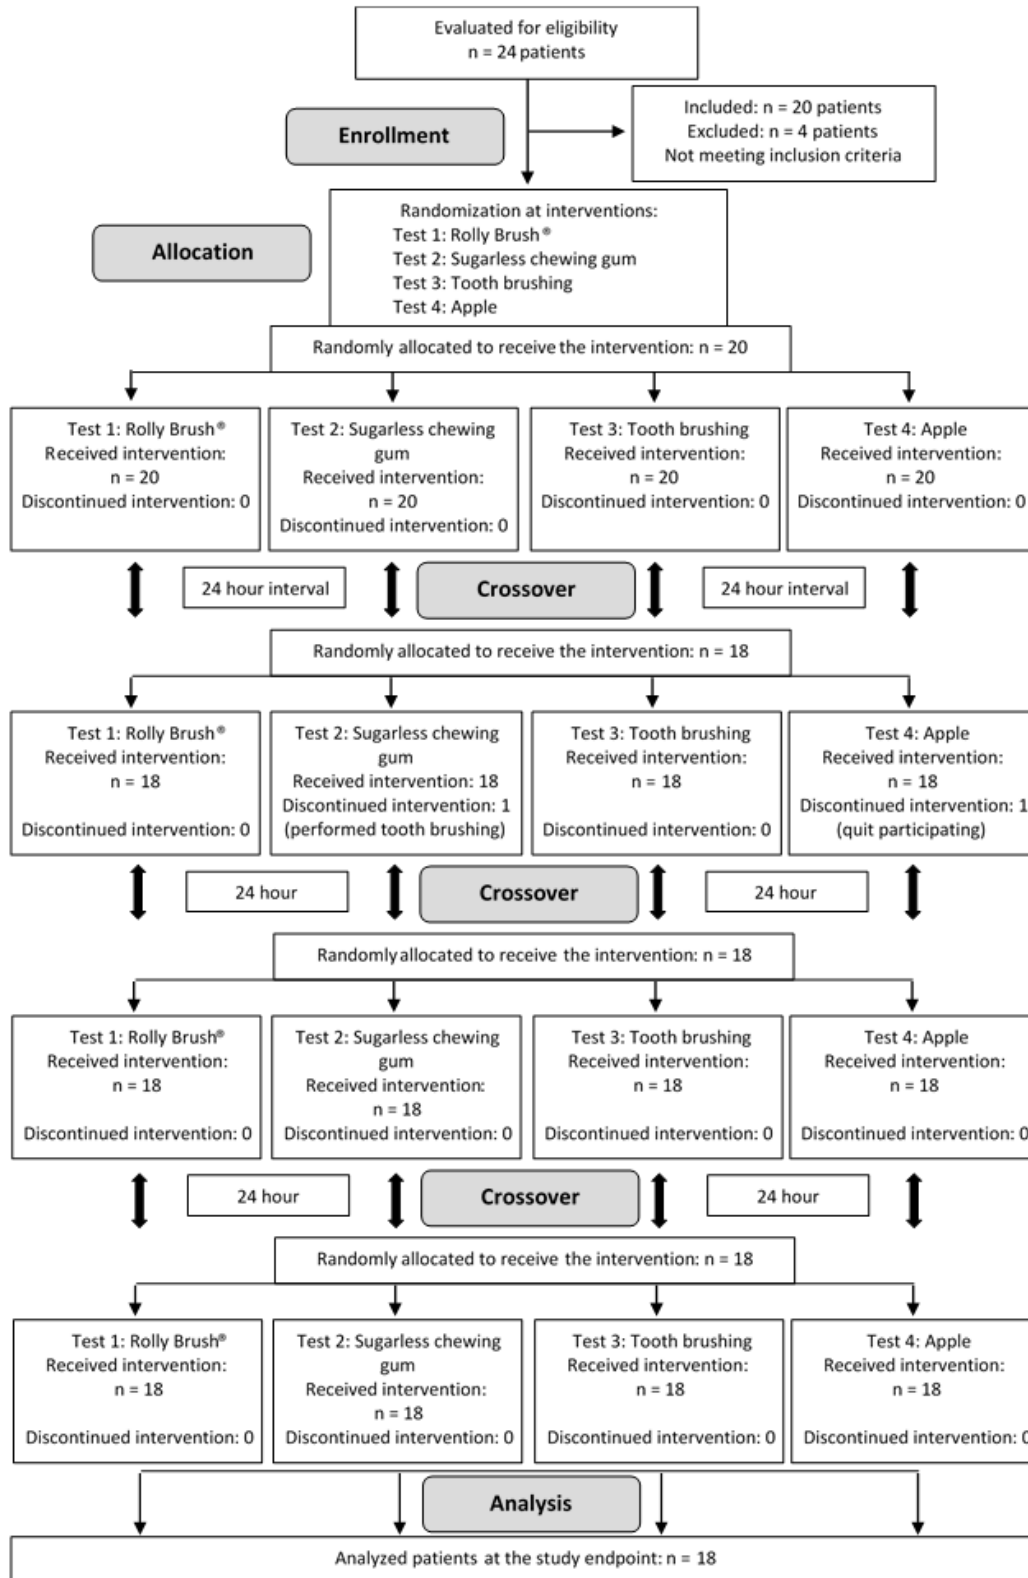 Evaluated for eligibility
n = 24 patients
Included: n = 20 patients
Excluded: n = 4 patients
Not meeting inclusion criteria
Enrollment
Randomization at interventions:
Test 1: Rolly Brush®
Test 2: Sugarless chewing gum
Test 3: Tooth brushing
Test 4: Apple
Allocation
Randomly allocated to receive the intervention: n = 20
Test 1: Rolly Brush®
Received intervention:
n = 20
Discontinued intervention: 0
Test 2: Sugarless chewing
gum
Received intervention:
n = 20
Discontinued intervention: 0
Test 3: Tooth brushing
Received intervention:
n = 20
Discontinued intervention: 0
Test 4: Apple
Received intervention:
n = 20
Discontinued intervention: 0
24 hour interval
Crossover
24 hour interval
Randomly allocated to receive the intervention: n = 18
Test 1: Rolly Brush®
Received intervention:
n = 18
Discontinued intervention: 0
Test 2: Sugarless chewing
gum
Received intervention: 18
Discontinued intervention: 1
(performed tooth brushing)
Test 3: Tooth brushing
Received intervention:
n = 18
Discontinued intervention: 0
Test 4: Apple
Received intervention:
n = 18
Discontinued intervention: 1
(quit participating)
24 hour
Crossover
24 hour
Randomly allocated to receive the intervention: n = 18
Test 1: Rolly Brush®
Received intervention:
n = 18
Discontinued intervention: 0
Test 2: Sugarless chewing
gum
Received intervention:
n = 18
Discontinued intervention: 0
Test 3: Tooth brushing
Received intervention:
n = 18
Discontinued intervention: 0
Test 4: Apple
Received intervention:
n = 18
Discontinued intervention: 0
24 hour
Crossover
24 hour
Randomly allocated to receive the intervention: n = 18
Test 1: Rolly Brush®
Received intervention:
n = 18
Discontinued intervention: 0
Test 2: Sugarless chewing
gum
Received intervention:
n = 18
Discontinued intervention: 0
Test 3: Tooth brushing
Received intervention:
n = 18
Discontinued intervention: 0
Test 4: Apple
Received intervention:
n = 18
Discontinued intervention: 0
Analysis
Analyzed patients at the study endpoint: n = 18